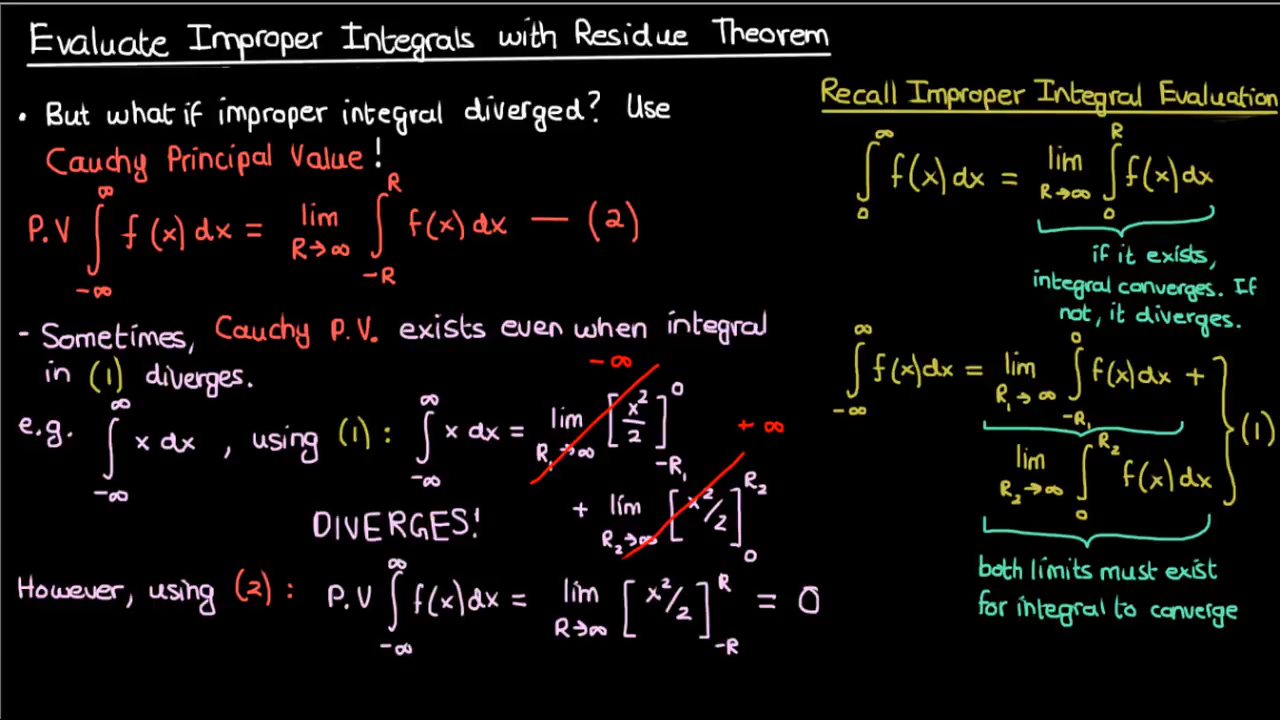 Evaluate Improper Integrals with Residue Theorem
• But what if improper integral diverged? Use
Cauchy Principal Value!
P.V ∫_{-∞}^{∞} f(x) dx = lim_{R→∞} ∫_{-R}^{R} f(x) dx — (2)
- Sometimes, Cauchy P.V. exists even when integral
in (1) diverges.
e.g. ∫_{-∞}^{∞} x dx , using (1) : ∫_{-∞}^{∞} x dx = lim_{R₁→∞} [x²/2]_{-R₁}^{0} -∞
+ lim_{R₂→∞} [x²/2]_{0}^{R₂} +∞
DIVERGES!
However, using (2) : P.V ∫_{-∞}^{∞} f(x) dx = lim_{R→∞} [x²/2]_{-R}^{R} = 0
Recall Improper Integral Evaluation
∫_{0}^{∞} f(x) dx = lim_{R→∞} ∫_{0}^{R} f(x) dx
if it exists,
integral converges. If
not, it diverges.
∫_{-∞}^{∞} f(x) dx = lim_{R₁→∞} ∫_{-R₁}^{0} f(x) dx +
lim_{R₂→∞} ∫_{0}^{R₂} f(x) dx } (1)
both limits must exist
for integral to converge